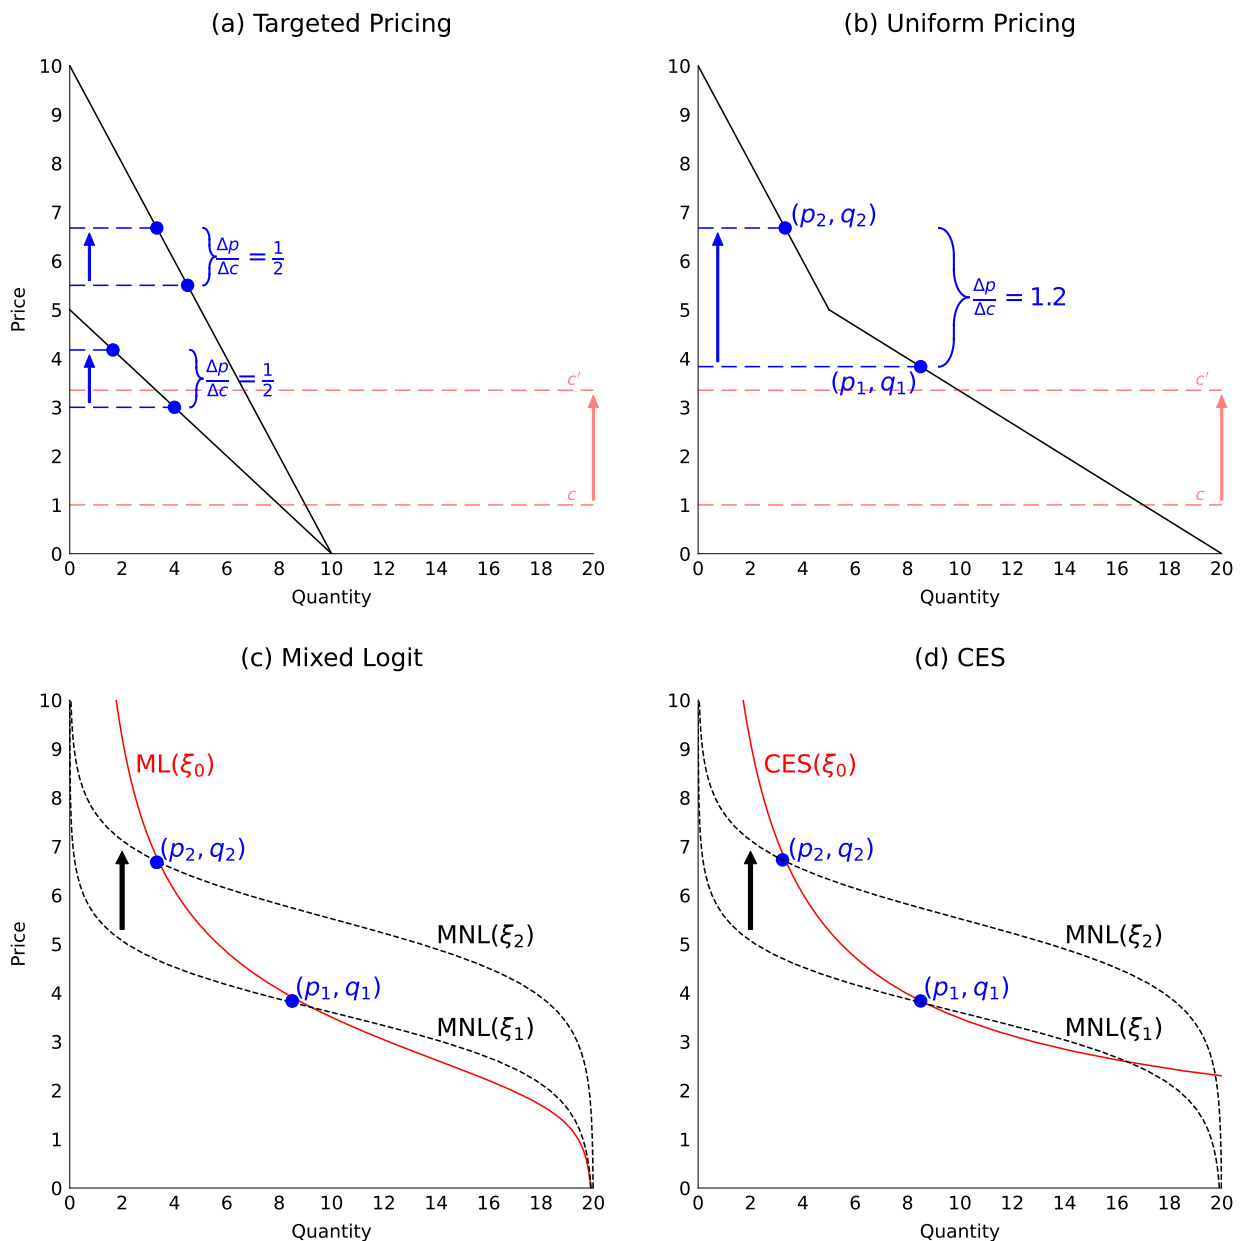 (a) Targeted Pricing
10
9
8
7
6
5
4
3
2
1
0
Price
Δp/Δc = 1/2
Δp/Δc = 1/2
c′
c
0 2 4 6 8 10 12 14 16 18 20
Quantity
(b) Uniform Pricing
10
9
8
7
6
5
4
3
2
1
0
(p₂, q₂)
Δp/Δc = 1.2
(p₁, q₁)
c′
c
0 2 4 6 8 10 12 14 16 18 20
Quantity
(c) Mixed Logit
10
9
8
7
6
5
4
3
2
1
0
Price
ML(ξ₀)
(p₂, q₂)
MNL(ξ₂)
(p₁, q₁)
MNL(ξ₁)
0 2 4 6 8 10 12 14 16 18 20
Quantity
(d) CES
10
9
8
7
6
5
4
3
2
1
0
CES(ξ₀)
(p₂, q₂)
MNL(ξ₂)
(p₁, q₁)
MNL(ξ₁)
0 2 4 6 8 10 12 14 16 18 20
Quantity